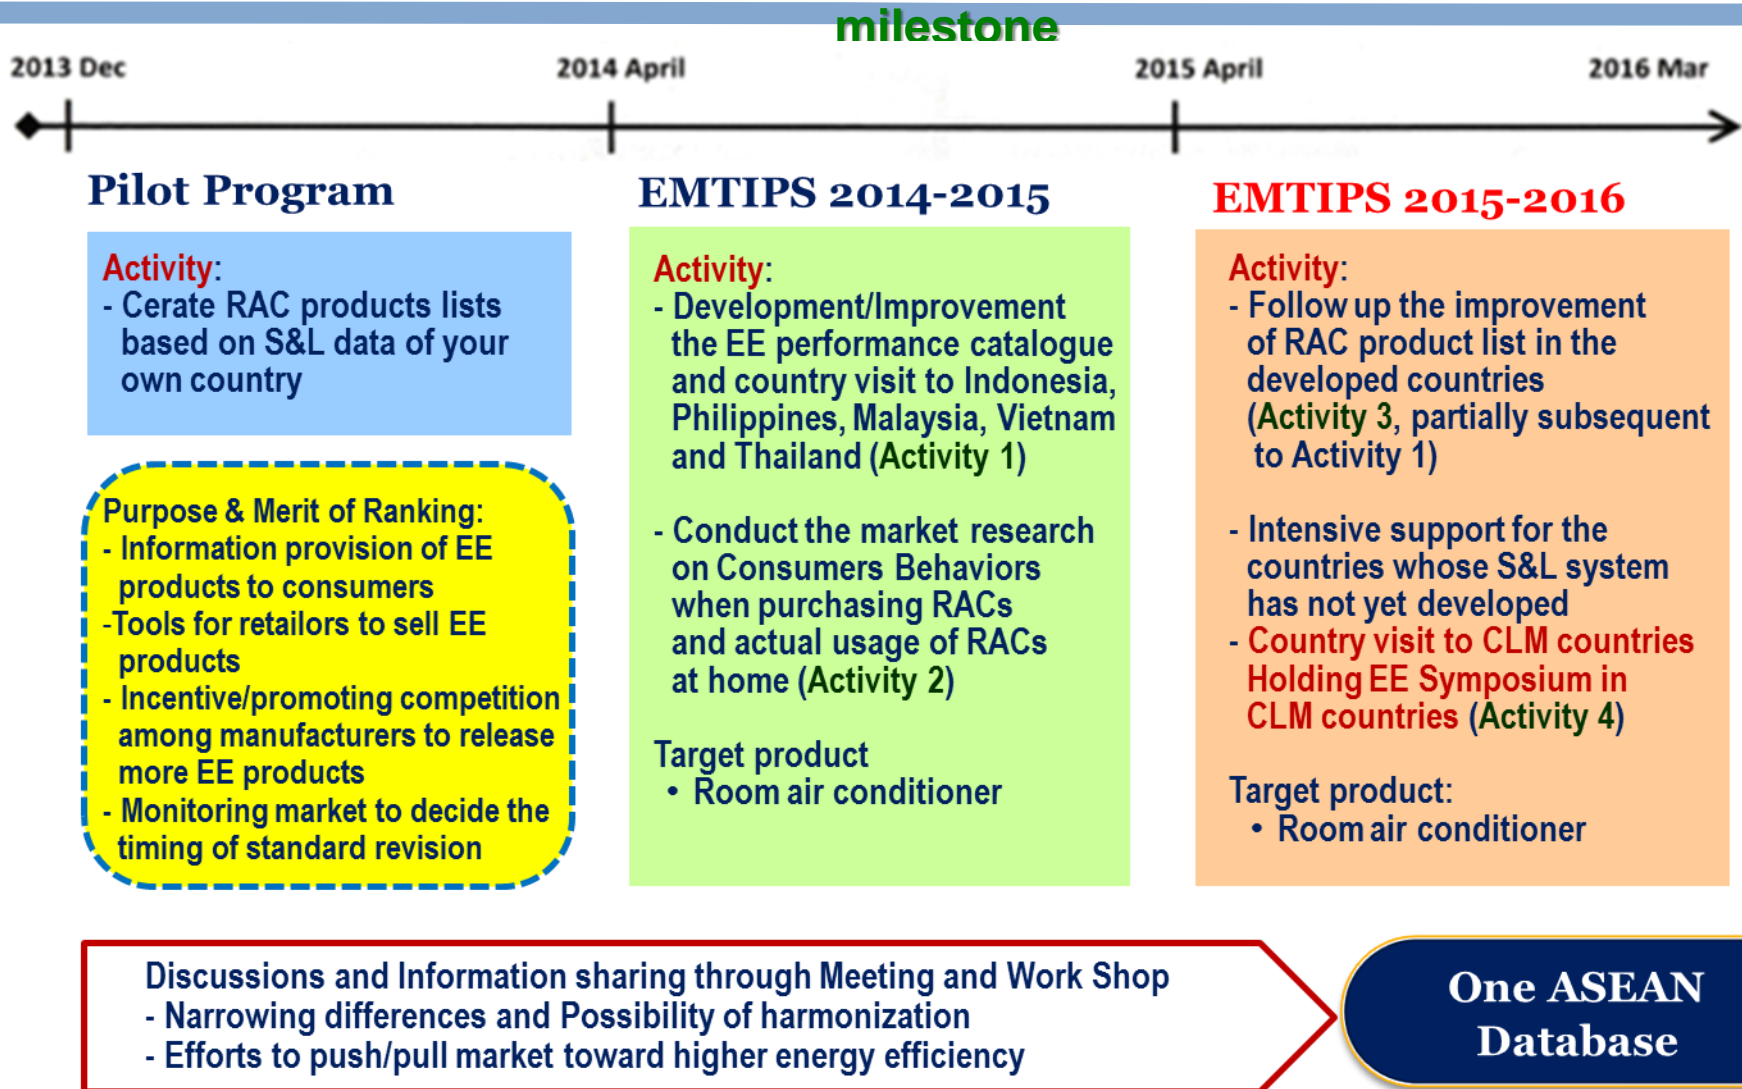 milestone
2013 Dec
2014 April
2015 April
2016 Mar
Pilot Program
Activity:
- Cerate RAC products lists
based on S&L data of your
own country
Purpose & Merit of Ranking:
- Information provision of EE
products to consumers
-Tools for retailors to sell EE
products
- Incentive/promoting competition
among manufacturers to release
more EE products
- Monitoring market to decide the
timing of standard revision
EMTIPS 2014-2015
Activity:
- Development/Improvement
the EE performance catalogue
and country visit to Indonesia,
Philippines, Malaysia, Vietnam
and Thailand (Activity 1)
- Conduct the market research
on Consumers Behaviors
when purchasing RACs
and actual usage of RACs
at home (Activity 2)
Target product
• Room air conditioner
EMTIPS 2015-2016
Activity:
- Follow up the improvement
of RAC product list in the
developed countries
(Activity 3, partially subsequent
to Activity 1)
- Intensive support for the
countries whose S&L system
has not yet developed
- Country visit to CLM countries
Holding EE Symposium in
CLM countries (Activity 4)
Target product:
• Room air conditioner
Discussions and Information sharing through Meeting and Work Shop
- Narrowing differences and Possibility of harmonization
- Efforts to push/pull market toward higher energy efficiency
One ASEAN
Database